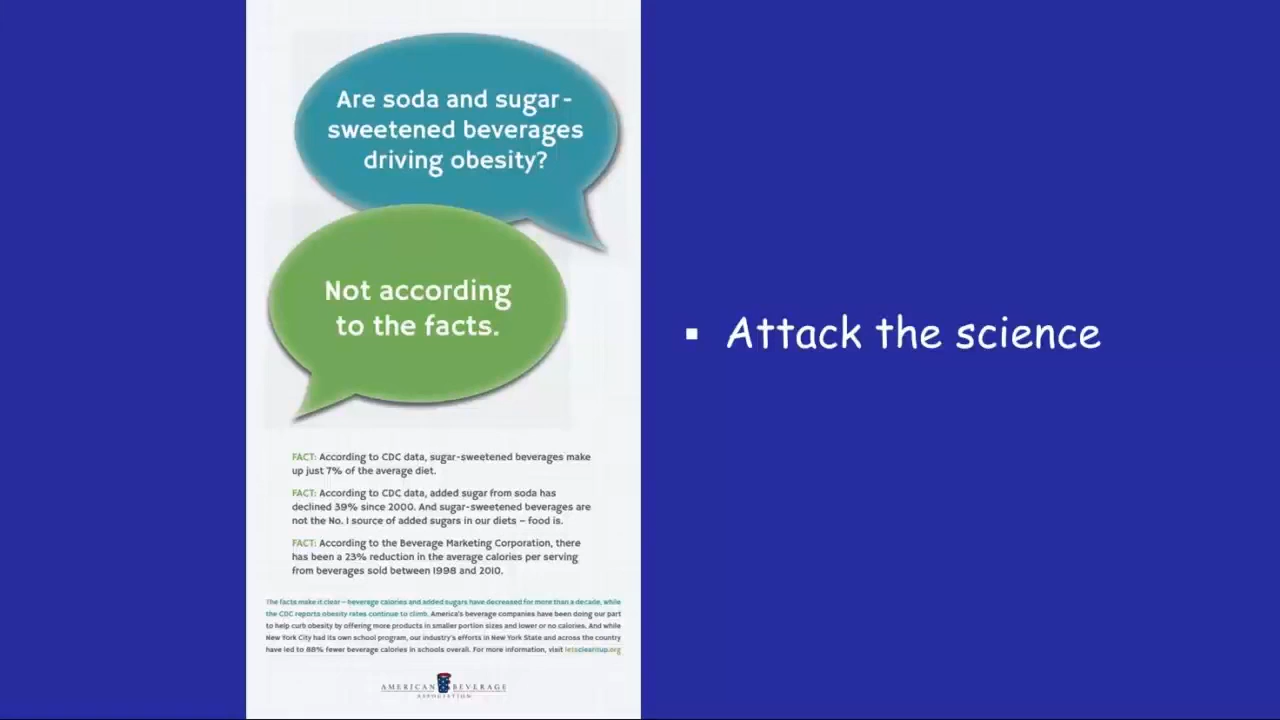 Are soda and sugar-
sweetened beverages
driving obesity?
Not according
to the facts.
FACT: According to CDC data, sugar-sweetened beverages make
up just 7% of the average diet.
FACT: According to CDC data, added sugar from soda has
declined 39% since 2000. And sugar-sweetened beverages are
not the No. 1 source of added sugars in our diets – food is.
FACT: According to the Beverage Marketing Corporation, there
has been a 23% reduction in the average calories per serving
from beverages sold between 1998 and 2010.
The facts make it clear – beverage calories and added sugars have decreased for more than a decade, while
the CDC reports obesity rates continue to climb. America's beverage companies have been doing our part
to help curb obesity by offering more products in smaller portion sizes and lower or no calories. And while
New York City had its own school program, our industry's efforts in New York State and across the country
have led to 88% fewer beverage calories in schools overall. For more information, visit letsclearitup.org
AMERICAN BEVERAGE
ASSOCIATION
▪ Attack the science